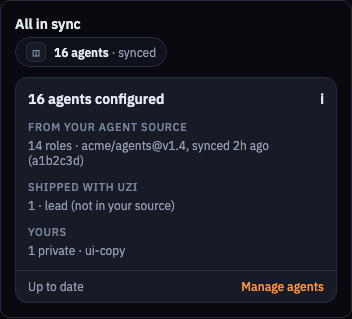 All in sync
16 agents · synced
16 agents configured i
FROM YOUR AGENT SOURCE
14 roles · acme/agents@v1.4, synced 2h ago
(a1b2c3d)
SHIPPED WITH UZI
1 · lead (not in your source)
YOURS
1 private · ui-copy
Up to date Manage agents